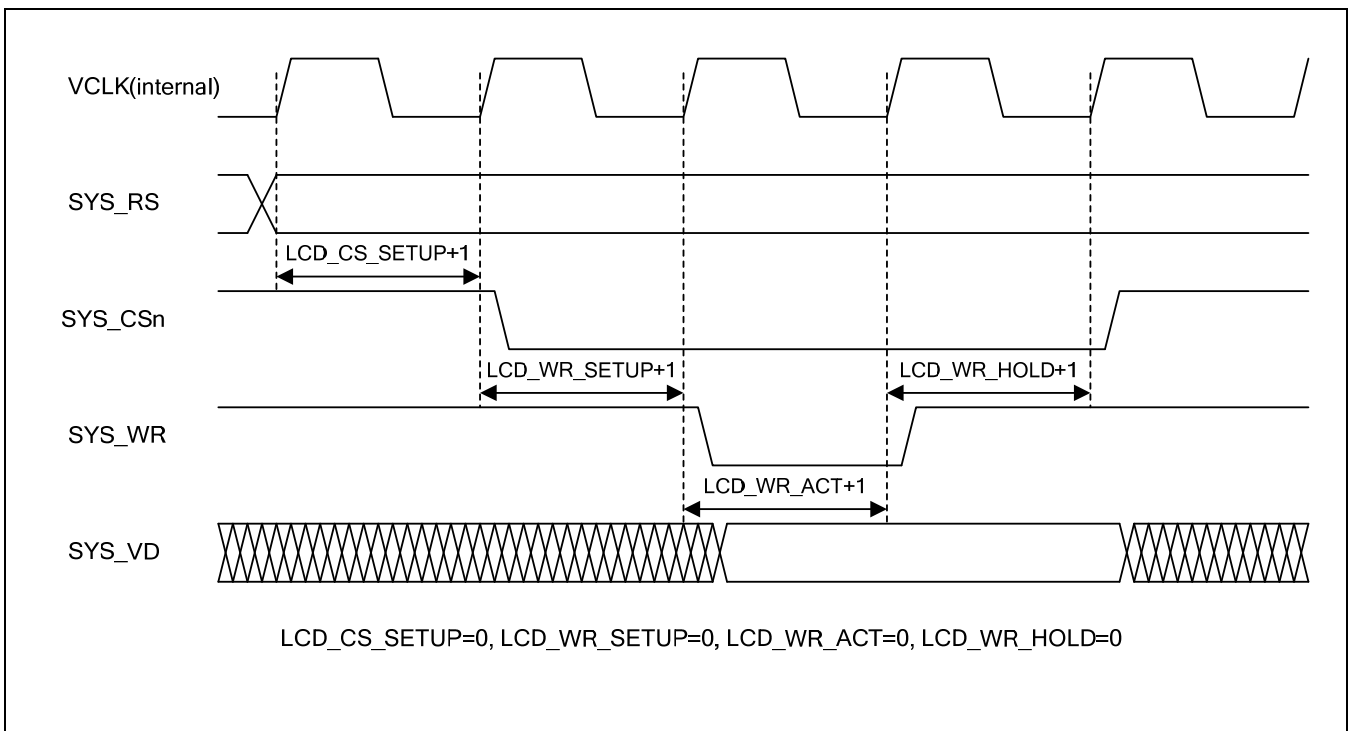 VCLK(internal)
SYS_RS
LCD_CS_SETUP+1
SYS_CSn
LCD_WR_SETUP+1
LCD_WR_HOLD+1
SYS_WR
LCD_WR_ACT+1
SYS_VD
LCD_CS_SETUP=0, LCD_WR_SETUP=0, LCD_WR_ACT=0, LCD_WR_HOLD=0